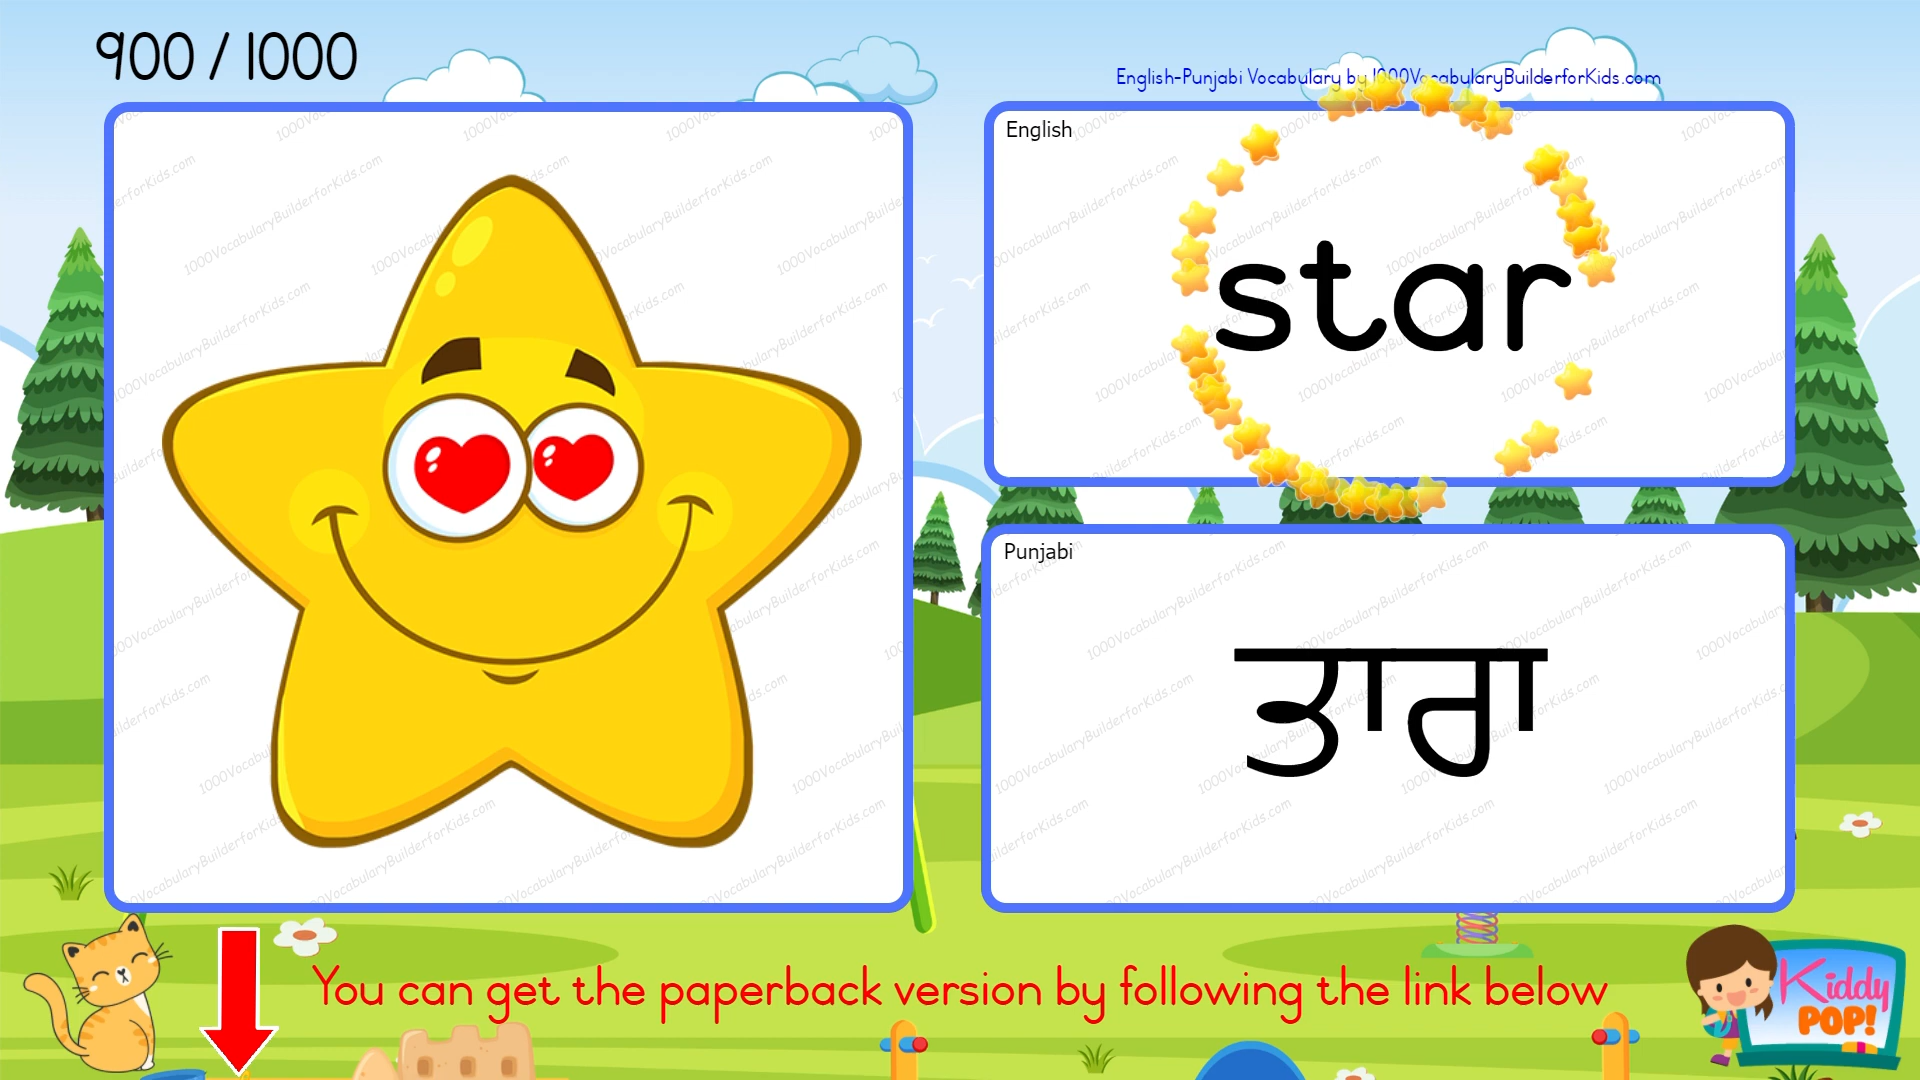 900 / 1000
English-Punjabi Vocabulary by 1000VocabularyBuilderforKids.com
English
star
Punjabi
ਤਾਰਾ
You can get the paperback version by following the link below
Kiddy
POP!